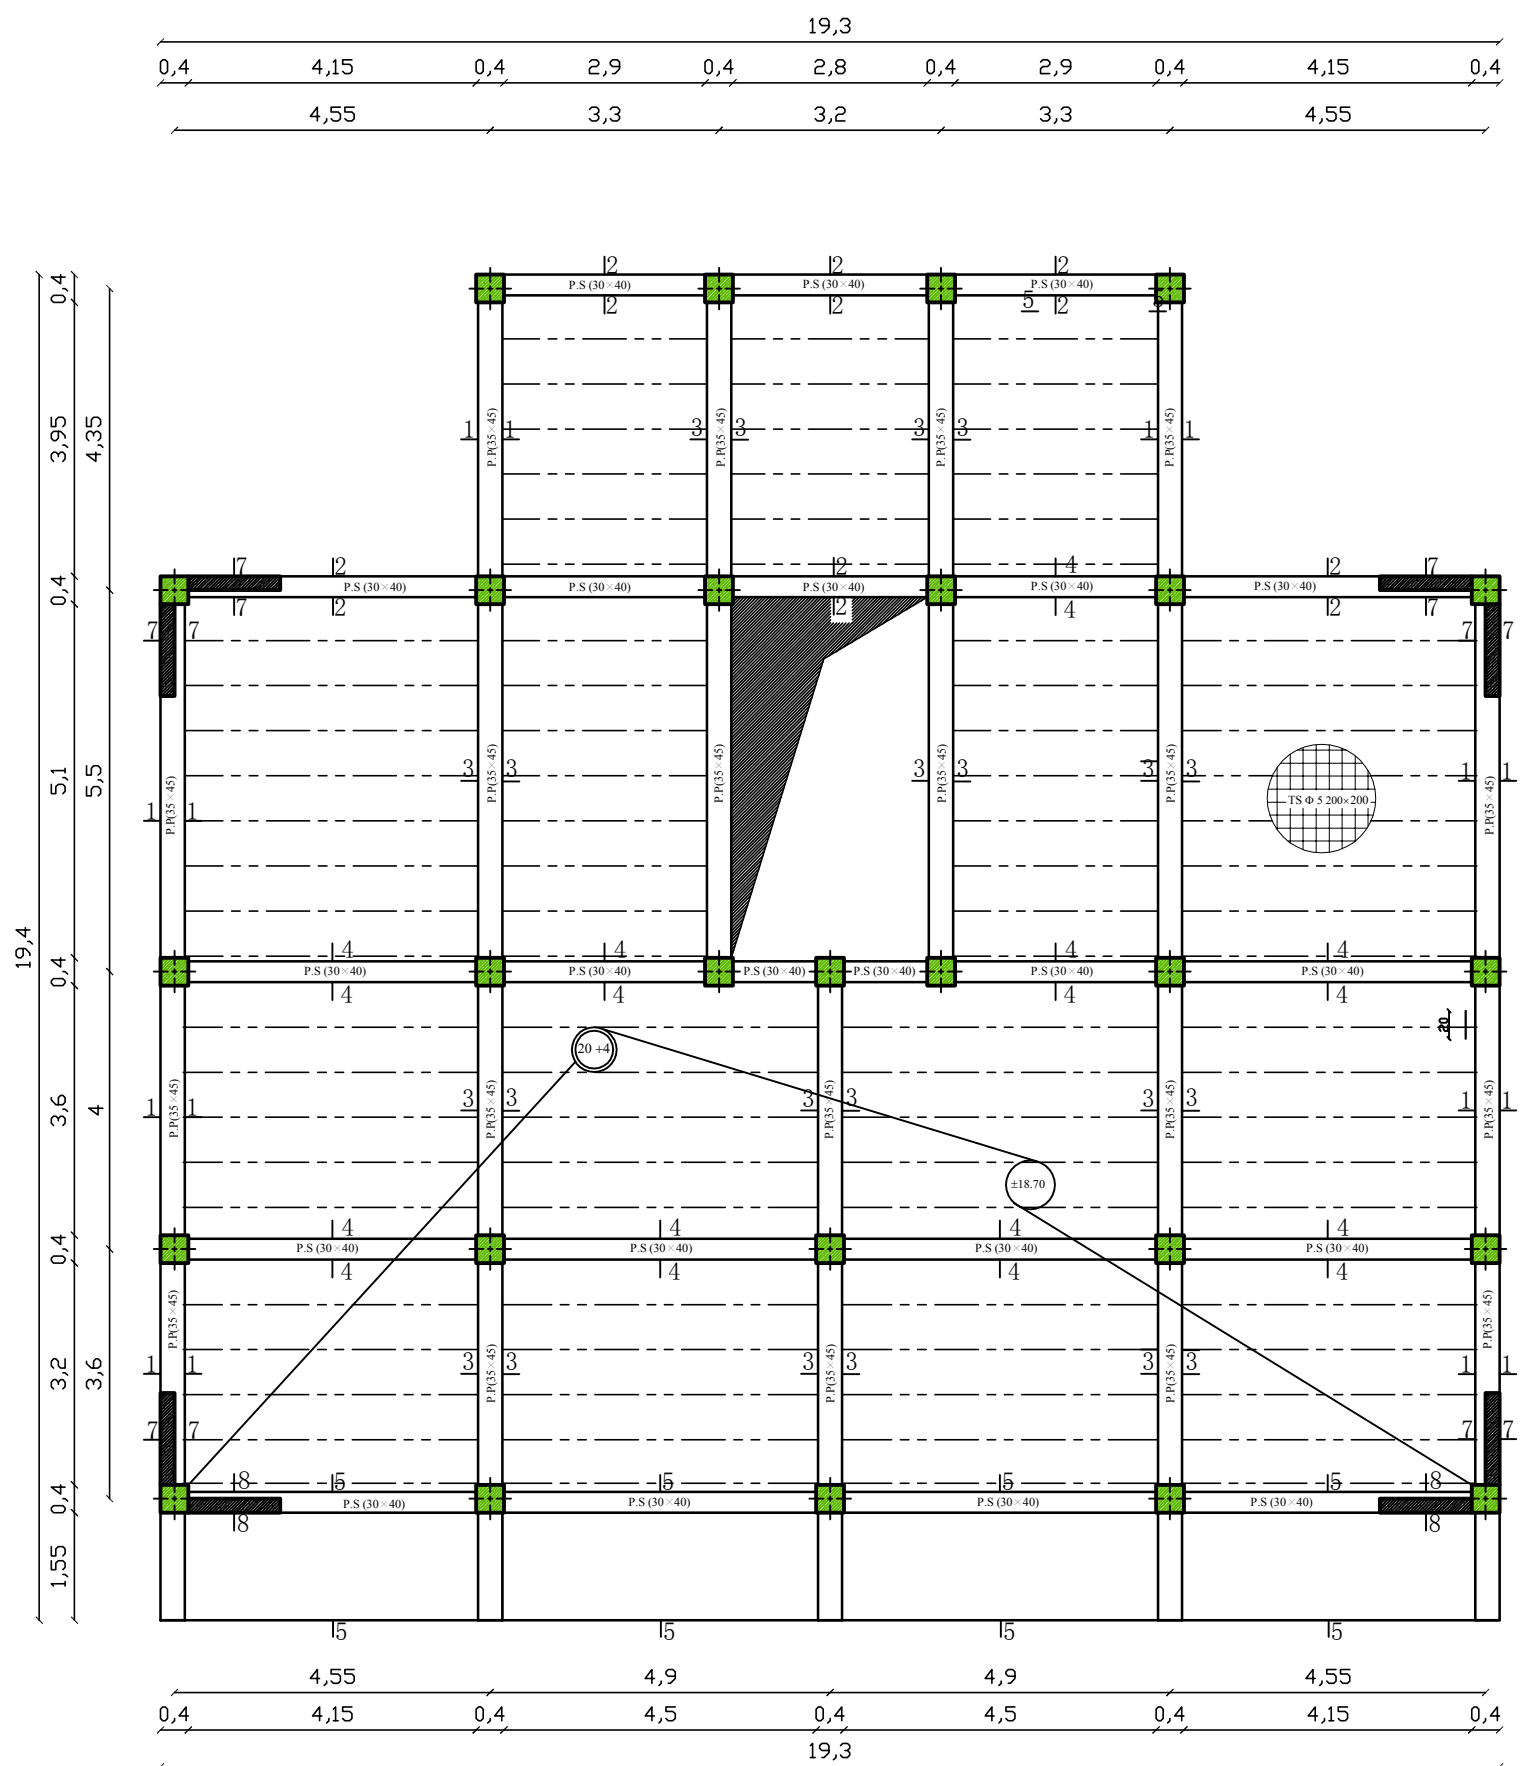 19,3
0,4 4,15 0,4 2,9 0,4 2,8 0,4 2,9 0,4 4,15 0,4
4,55 3,3 3,2 3,3 4,55
2 2 2
0,4 P.S (30×40) P.S (30×40) P.S (30×40)
2 2 5 2
3,95 4,35
1 P.P(35×45) 1 3 P.P(35×45) 3 3 P.P(35×45) 3 1 P.P(35×45) 1
7 2 2 4 2 7
0,4 P.S (30×40) P.S (30×40) P.S (30×40) P.S (30×40)
7 2 2 4 2 7
7 7 7 7
5,1 5,5
3 P.P(35×45) 3 P.P(35×45) 3 P.P(35×45) 3 3 P.P(35×45) 3 1 P.P(35×45) 1
TS Φ 5 200×200
1 P.P(35×45) 1
19,4
4 4 4 4
0,4 P.S (30×40) P.S (30×40) P.S (30×40) P.S (30×40) P.S (30×40) P.S (30×40)
4 4 4 4
20
20 +4
3,6 4
1 P.P(35×45) 1 3 P.P(35×45) 3 3 P.P(35×45) 3 3 P.P(35×45) 3 1 P.P(35×45) 1
±18.70
4 4 4 4
0,4 P.S (30×40) P.S (30×40) P.S (30×40) P.S (30×40)
4 4 4 4
P.P(35×45) P.P(35×45)
3,2 3,6
1 1 3 P.P(35×45) 3 3 P.P(35×45) 3 3 P.P(35×45) 3 1 1
7 7 7 7
8 5 5 5 5 8
0,4 P.S (30×40) P.S (30×40) P.S (30×40) P.S (30×40)
8 8
1,55
5 5 5 5
4,55 4,9 4,9 4,55
0,4 4,15 0,4 4,5 0,4 4,5 0,4 4,15 0,4
19,3